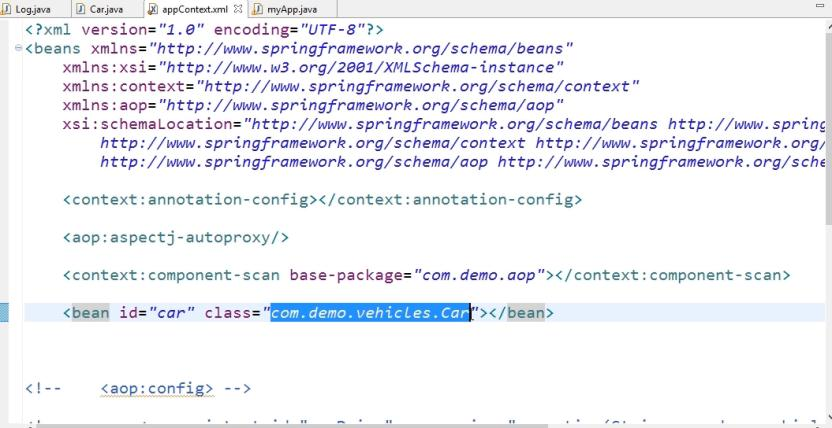 Log.java Car.java appContext.xml myApp.java
<?xml version="1.0" encoding="UTF-8"?>
<beans xmlns="http://www.springframework.org/schema/beans"
xmlns:xsi="http://www.w3.org/2001/XMLSchema-instance"
xmlns:context="http://www.springframework.org/schema/context"
xmlns:aop="http://www.springframework.org/schema/aop"
xsi:schemaLocation="http://www.springframework.org/schema/beans http://www.spring
http://www.springframework.org/schema/context http://www.springframework.org/
http://www.springframework.org/schema/aop http://www.springframework.org/sche
<context:annotation-config></context:annotation-config>
<aop:aspectj-autoproxy/>
<context:component-scan base-package="com.demo.aop"></context:component-scan>
<bean id="car" class="com.demo.vehicles.Car"></bean>
<!-- <aop:config> -->